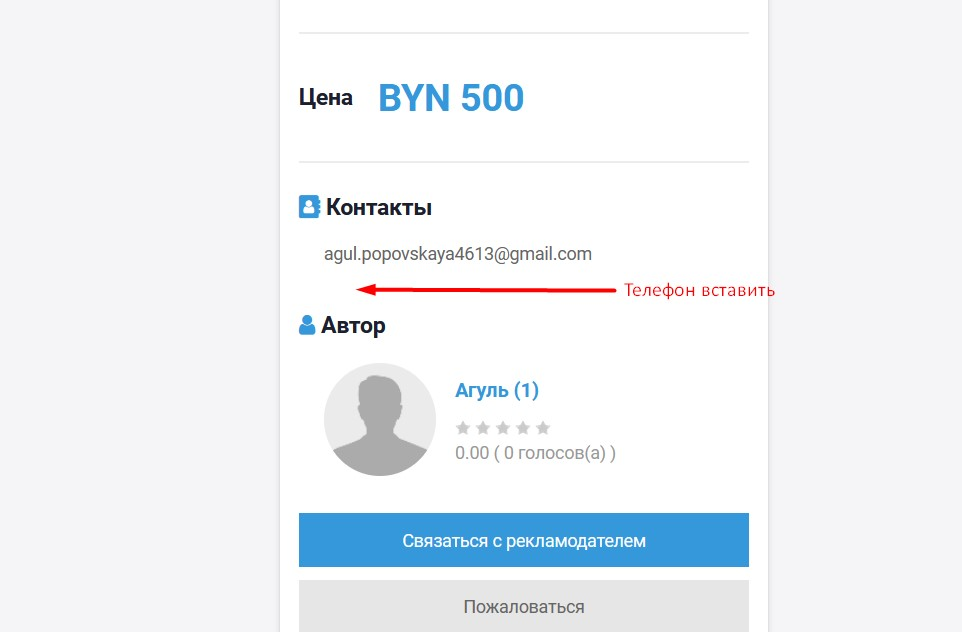 Цена BYN 500
Контакты
agul.popovskaya4613@gmail.com
Телефон вставить
Автор
Агуль (1)
0.00 ( 0 голосов(а) )
Связаться с рекламодателем
Пожаловаться